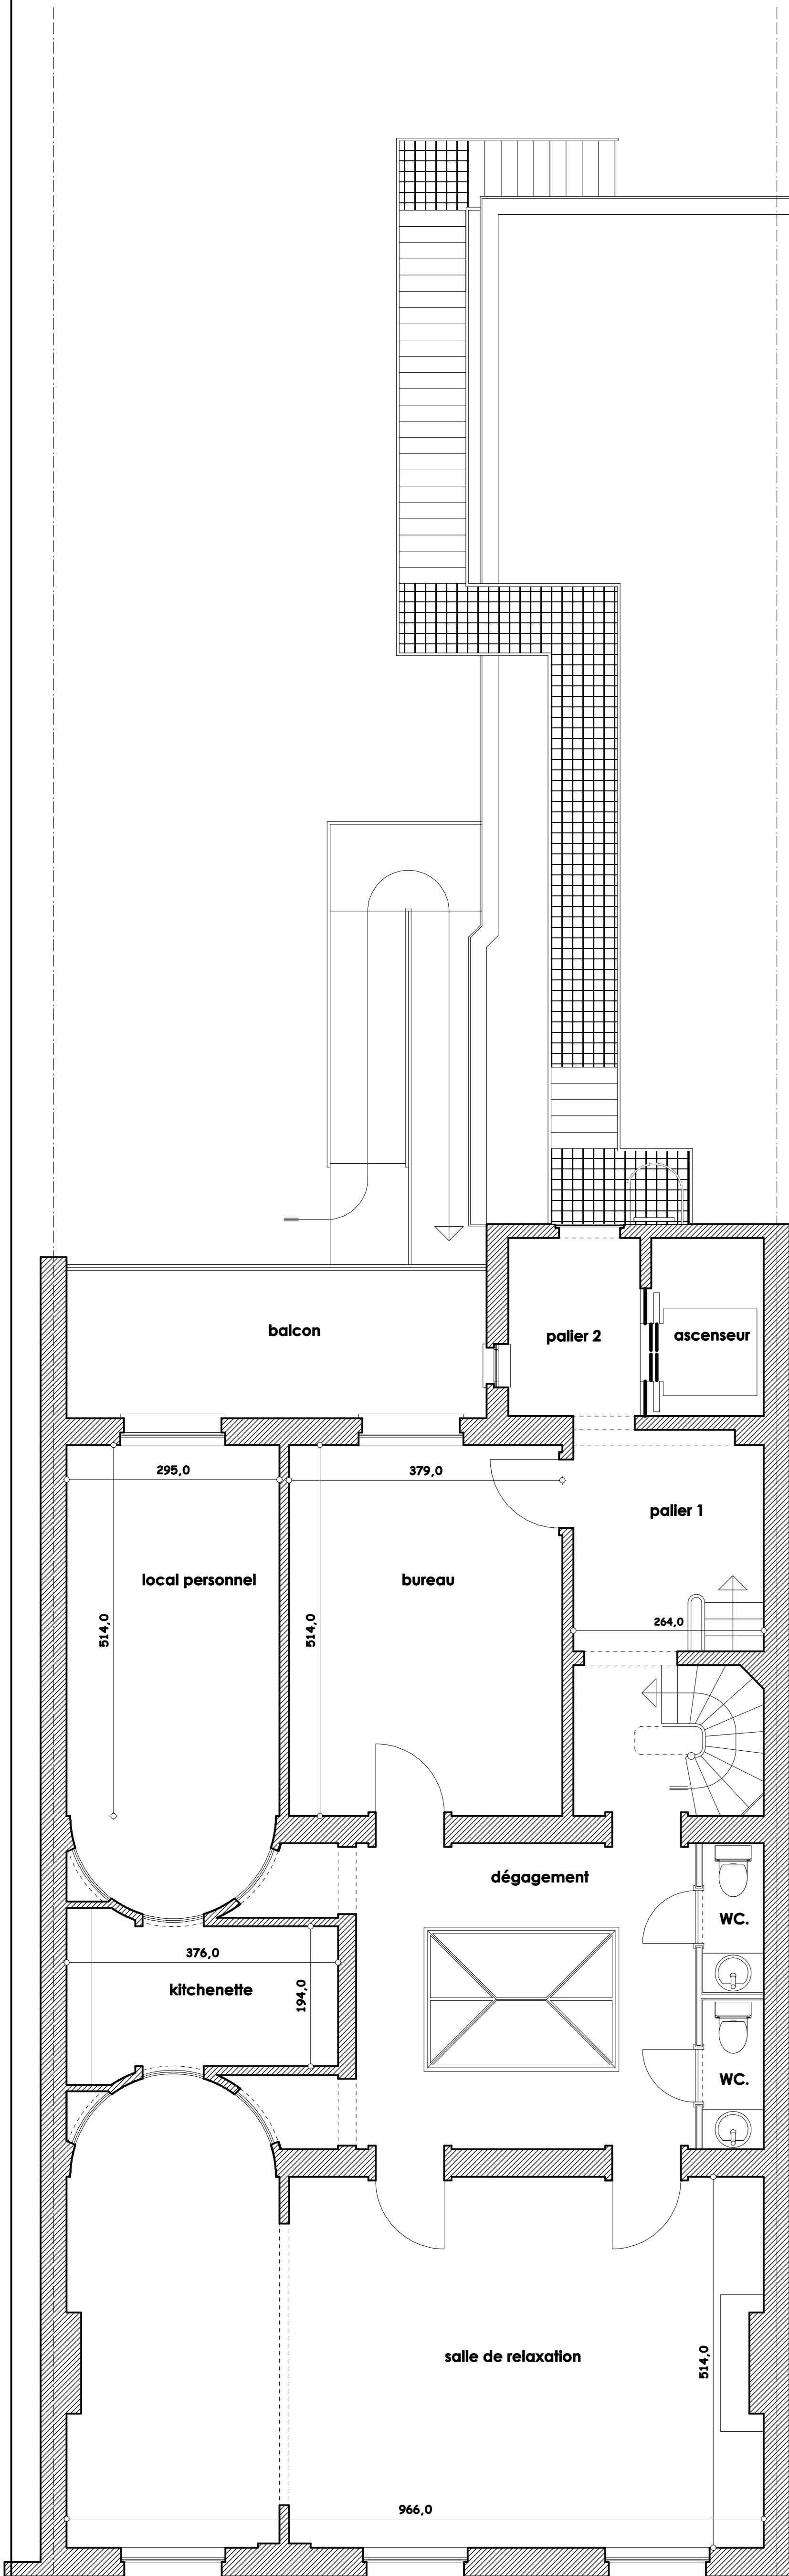 balcon
palier 2
ascenseur
295,0
379,0
palier 1
local personnel
bureau
514,0
514,0
264,0
dégagement
WC.
376,0
kitchenette
194,0
WC.
salle de relaxation
514,0
966,0